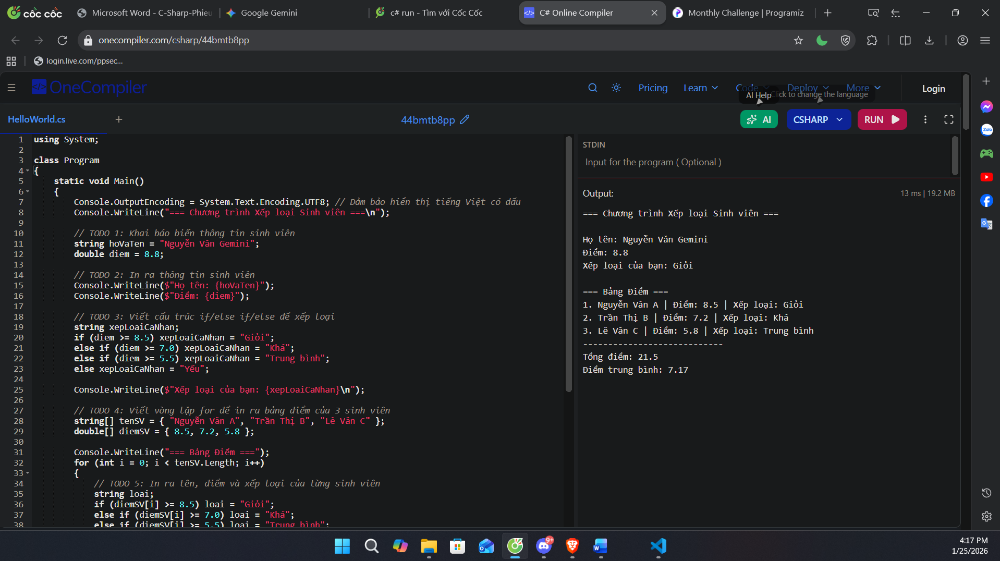 cốc cốc
Microsoft Word - C-Sharp-Phieu
Google Gemini
c# run - Tìm với Cốc Cốc
C# Online Compiler
Monthly Challenge | Programiz
onecompiler.com/csharp/44bmtb8pp
login.live.com/ppsec...
OneCompiler
Pricing
Learn
Code
Deploy
More
Login
AI Help
Click to change the language
HelloWorld.cs
44bmtb8pp
AI
CSHARP
RUN
1 using System;
2
3 class Program
4 {
5 static void Main()
6 {
7 Console.OutputEncoding = System.Text.Encoding.UTF8; // Đảm bảo hiển thị tiếng Việt có dấu
8 Console.WriteLine("=== Chương trình Xếp loại Sinh viên ===\n");
9
10 // TODO 1: Khai báo biến thông tin sinh viên
11 string hoVaTen = "Nguyễn Văn Gemini";
12 double diem = 8.8;
13
14 // TODO 2: In ra thông tin sinh viên
15 Console.WriteLine($"Họ tên: {hoVaTen}");
16 Console.WriteLine($"Điểm: {diem}");
17
18 // TODO 3: Viết cấu trúc if/else if/else để xếp loại
19 string xepLoaiCaNhan;
20 if (diem >= 8.5) xepLoaiCaNhan = "Giỏi";
21 else if (diem >= 7.0) xepLoaiCaNhan = "Khá";
22 else if (diem >= 5.5) xepLoaiCaNhan = "Trung bình";
23 else xepLoaiCaNhan = "Yếu";
24
25 Console.WriteLine($"Xếp loại của bạn: {xepLoaiCaNhan}\n");
26
27 // TODO 4: Viết vòng lặp for để in ra bảng điểm của 3 sinh viên
28 string[] tenSV = { "Nguyễn Văn A", "Trần Thị B", "Lê Văn C" };
29 double[] diemSV = { 8.5, 7.2, 5.8 };
30
31 Console.WriteLine("=== Bảng Điểm ===");
32 for (int i = 0; i < tenSV.Length; i++)
33 {
34 // TODO 5: In ra tên, điểm và xếp loại của từng sinh viên
35 string loai;
36 if (diemSV[i] >= 8.5) loai = "Giỏi";
37 else if (diemSV[i] >= 7.0) loai = "Khá";
38 else if (diemSV[i] >= 5.5) loai = "Trung bình";
STDIN
Input for the program ( Optional )
Output:
13 ms | 19.2 MB
=== Chương trình Xếp loại Sinh viên ===
Họ tên: Nguyễn Văn Gemini
Điểm: 8.8
Xếp loại của bạn: Giỏi
=== Bảng Điểm ===
1. Nguyễn Văn A | Điểm: 8.5 | Xếp loại: Giỏi
2. Trần Thị B | Điểm: 7.2 | Xếp loại: Khá
3. Lê Văn C | Điểm: 5.8 | Xếp loại: Trung bình
----------------------------
Tổng điểm: 21.5
Điểm trung bình: 7.17
Zalo
9+
4:17 PM
1/25/2026